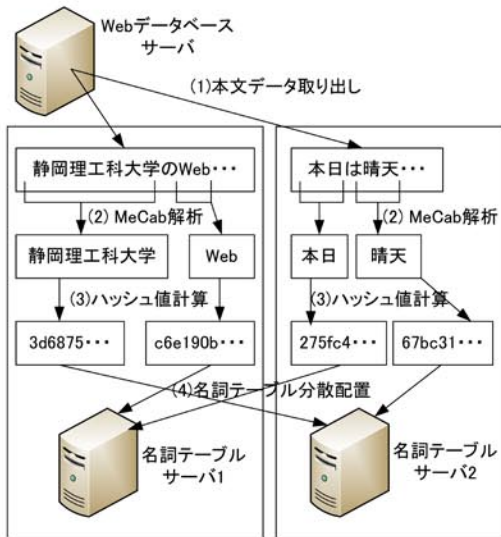 Webデータベース
サーバ
(1)本文データ取り出し
静岡理工科大学のWeb・・・
本日は晴天・・・
(2) MeCab解析
(2) MeCab解析
静岡理工科大学
Web
本日
晴天
(3)ハッシュ値計算
(3)ハッシュ値計算
3d6875・・・
c6e190b・・・
275fc4・・・
67bc31・・・
(4)名詞テーブル分散配置
名詞テーブル
サーバ1
名詞テーブル
サーバ2